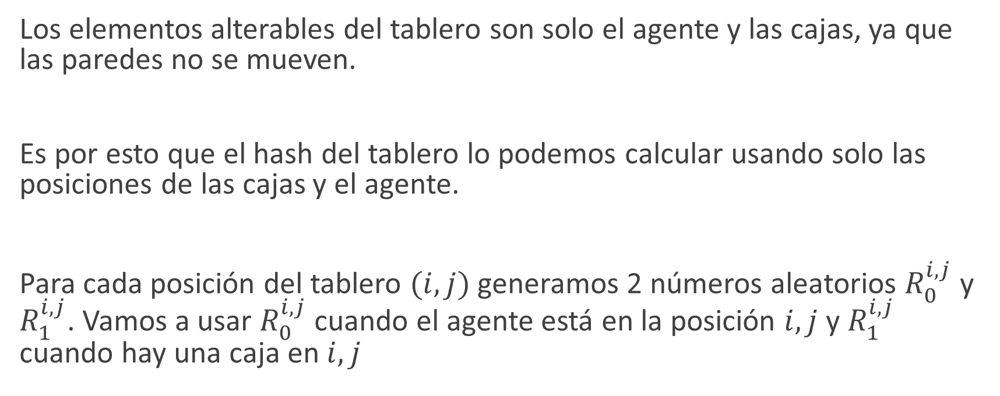 Los elementos alterables del tablero son solo el agente y las cajas, ya que
las paredes no se mueven.
Es por esto que el hash del tablero lo podemos calcular usando solo las
posiciones de las cajas y el agente.
Para cada posición del tablero $(i,j)$ generamos 2 números aleatorios $R_0^{i,j}$ y
$R_1^{i,j}$. Vamos a usar $R_0^{i,j}$ cuando el agente está en la posición $i,j$ y $R_1^{i,j}$
cuando hay una caja en $i,j$